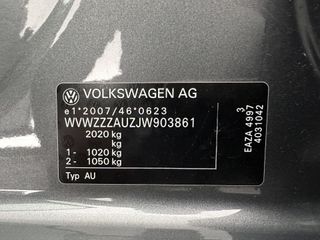 VOLKSWAGEN AG
e1*2007/46*0623
WVWZZZAUZJW903861
2020 kg
kg
1- 1020 kg
2- 1050 kg
Typ AU
3
EAZA 4997
4031042